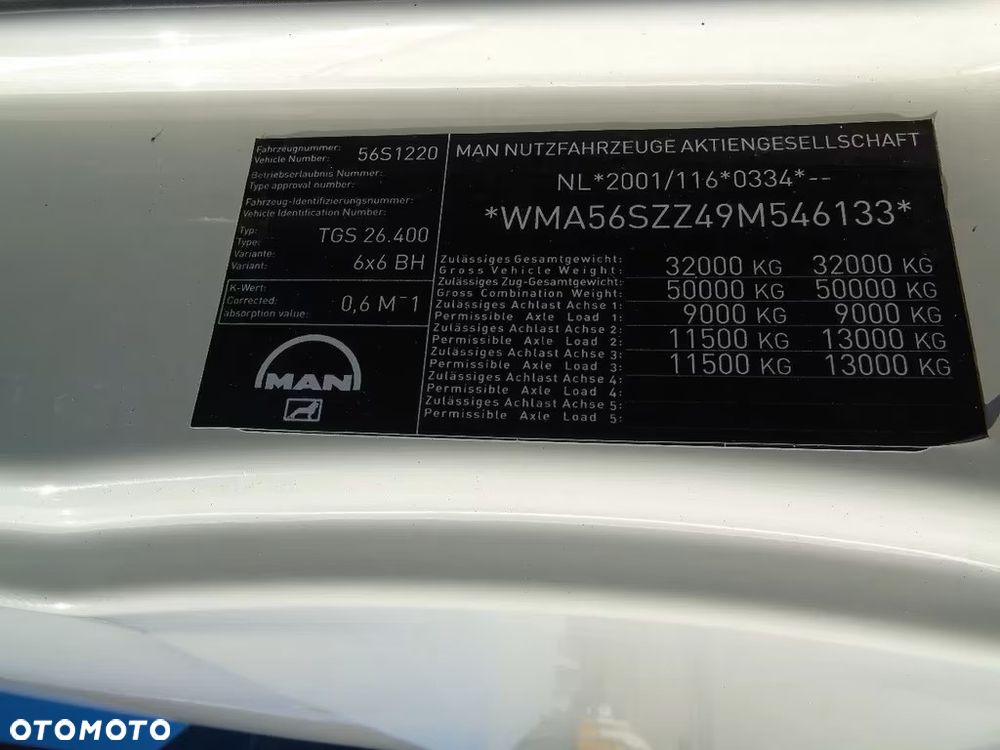 Fahrzeugnummer:
Vehicle Number: 56S1220
Betriebserlaubnis Nummer:
Type approval number:
Fahrzeug-Identifizierungsnummer:
Vehicle Identification Number:
Typ:
Type: TGS 26.400
Variante:
Variant: 6x6 BH
K-Wert:
Corrected:
absorption value: 0,6 M⁻1
MAN
MAN NUTZFAHRZEUGE AKTIENGESELLSCHAFT
NL*2001/116*0334*--
*WMA56SZZ49M546133*
Zulässiges Gesamtgewicht:
Gross Vehicle Weight: 32000 KG 32000 KG
Zulässiges Zug-Gesamtgewicht:
Gross Combination Weight: 50000 KG 50000 KG
Zulässiges Achlast Achse 1:
Permissible Axle Load 1: 9000 KG 9000 KG
Zulässiges Achlast Achse 2:
Permissible Axle Load 2: 11500 KG 13000 KG
Zulässiges Achlast Achse 3:
Permissible Axle Load 3: 11500 KG 13000 KG
Zulässiges Achlast Achse 4:
Permissible Axle Load 4:
Zulässiges Achlast Achse 5:
Permissible Axle Load 5:
OTOMOTO